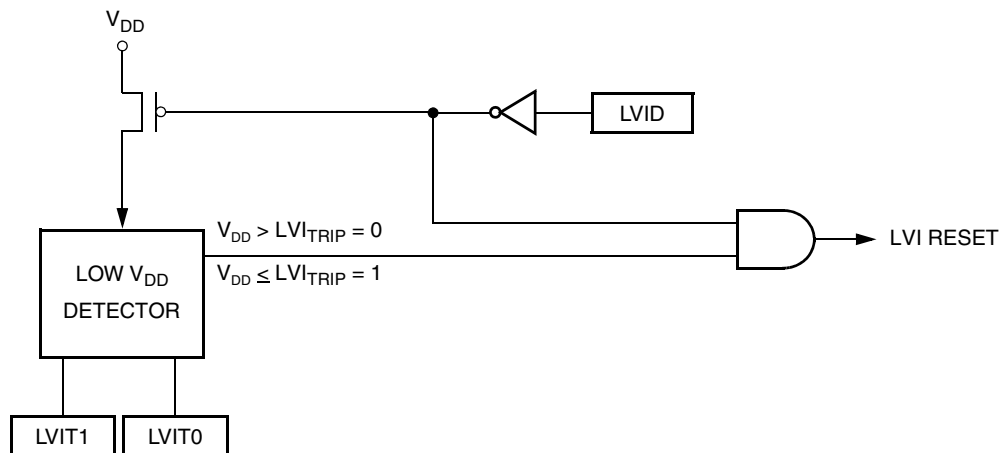 VDD
LVID
VDD > LVITRIP = 0
LVI RESET
VDD ≤ LVITRIP = 1
LOW VDD
DETECTOR
LVIT1
LVIT0